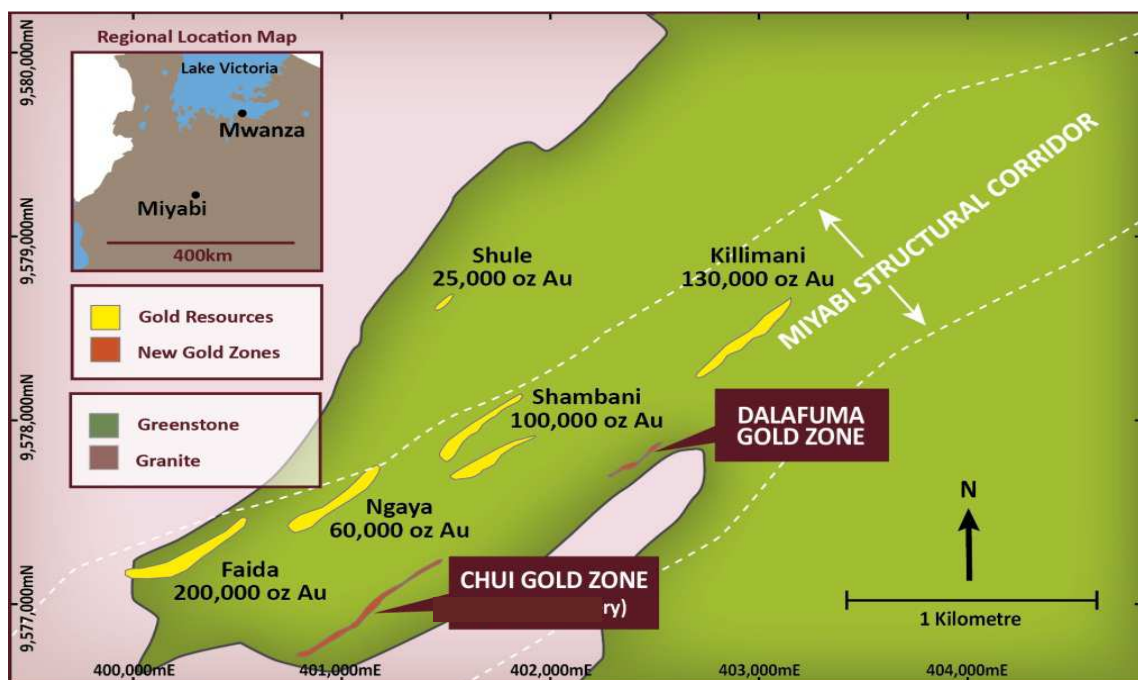 Regional Location Map
Lake Victoria
Mwanza
Miyabi
400km
Gold Resources
New Gold Zones
Greenstone
Granite
9,580,000mN
9,579,000mN
9,578,000mN
9,577,000mN
Shule
25,000 oz Au
Killimani
130,000 oz Au
MIYABI STRUCTURAL CORRIDOR
Shambani
100,000 oz Au
DALAFUMA
GOLD ZONE
Ngaya
60,000 oz Au
Faida
200,000 oz Au
CHUI GOLD ZONE
ry)
N
1 Kilometre
400,000mE
401,000mE
402,000mE
403,000mE
404,000mE